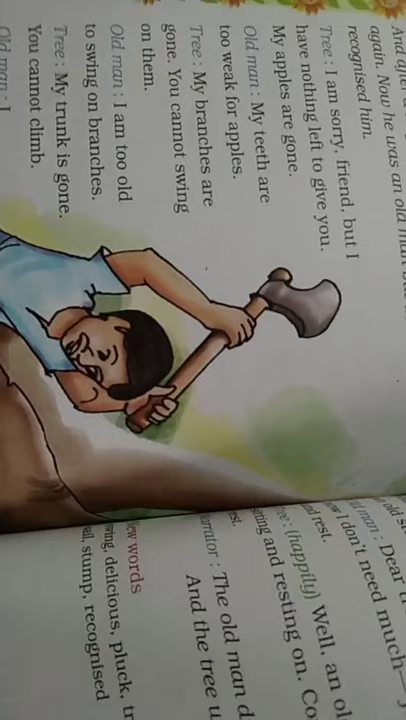 again. Now he was an old man
recognised him.
Tree : I am sorry, friend, but I
have nothing left to give you.
My apples are gone.
Old man : My teeth are
too weak for apples.
Tree : My branches are
gone. You cannot swing
on them.
Old man : I am too old
to swing on branches.
Tree : My trunk is gone.
You cannot climb.
Old man : I
man : Dear
I don't need much—
and rest.
(happily) Well, an ol
sitting and resting on. Co
rest.
Narrator : The old man d
And the tree u
New words
swing, delicious, pluck, tr
stump, recognised